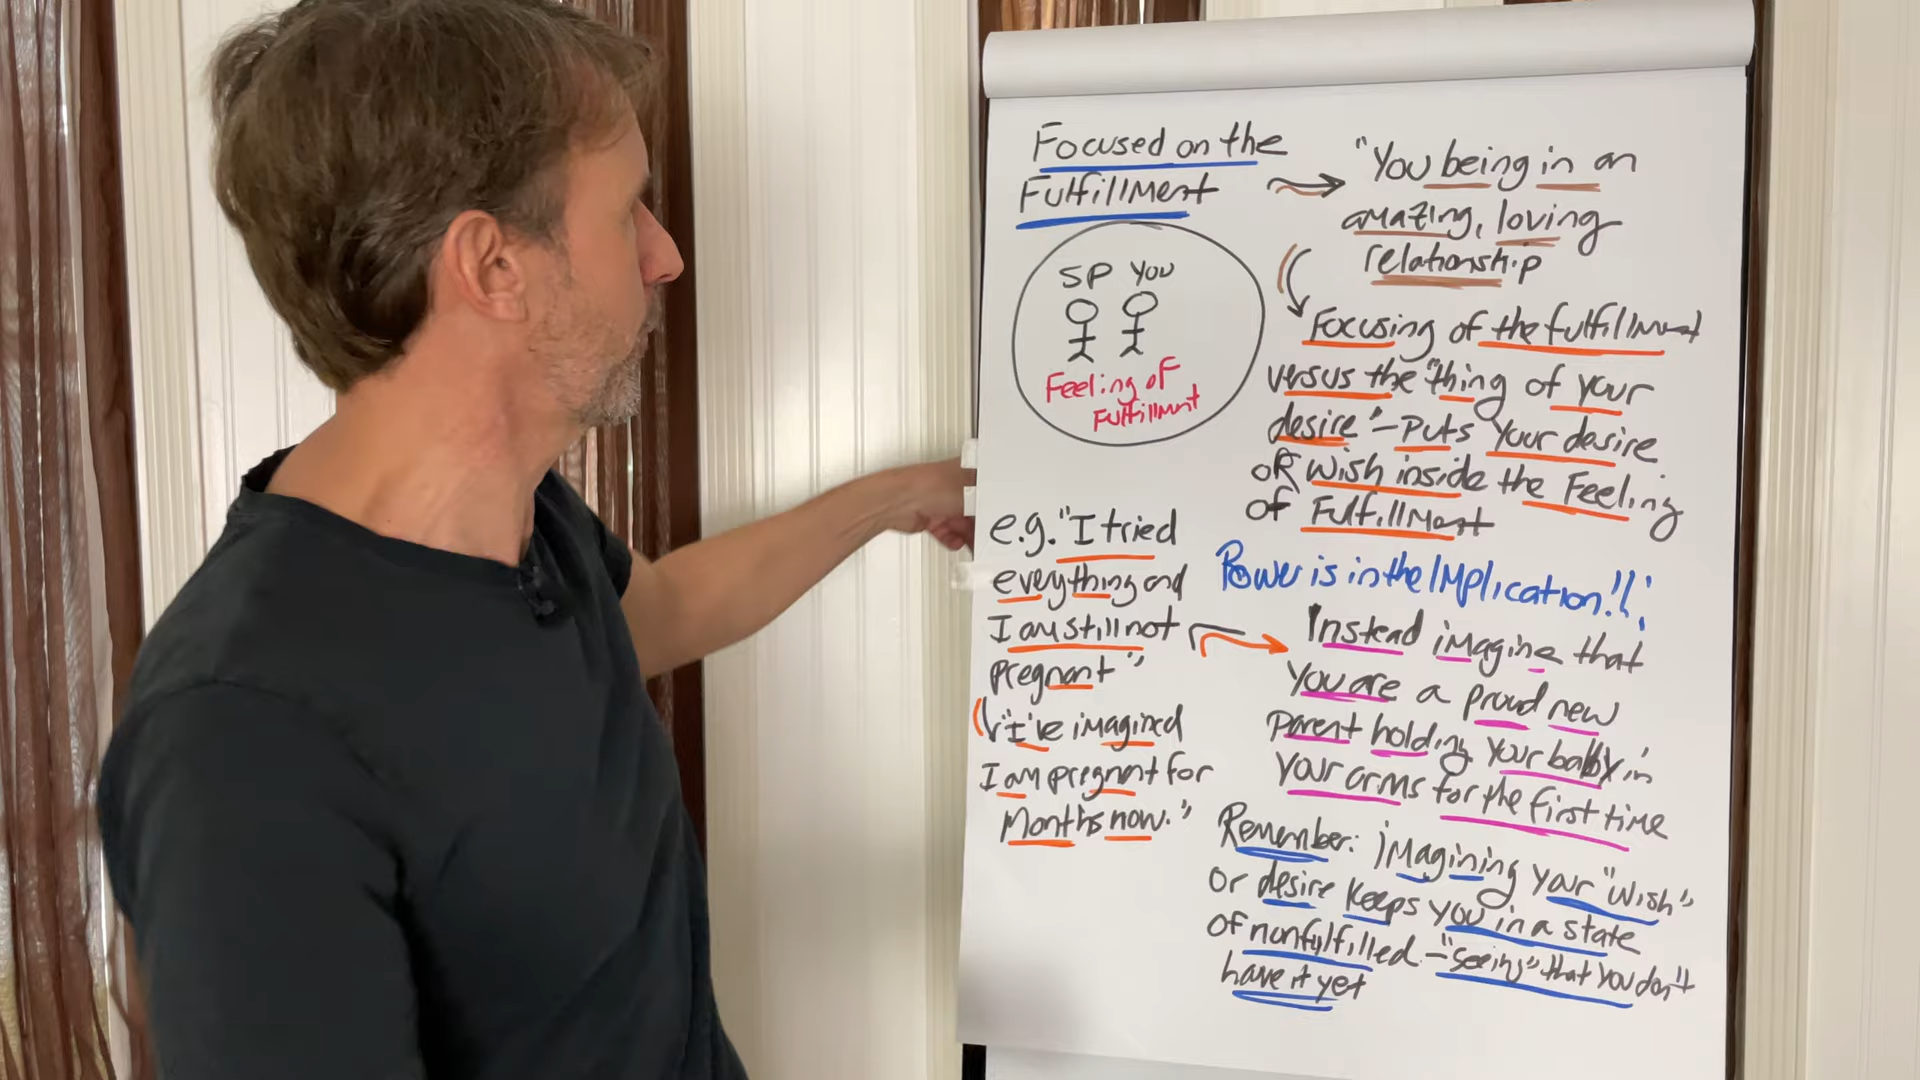 Focused on the
Fulfillment
SP You
Feeling of
Fulfillment
"You being in an
amazing, loving
relationship
Focusing of the fulfillment
versus the "thing of your
desire" - puts your desire
or wish inside the Feeling
of Fulfillment
Power is in the Implication!!!
e.g. "I tried
everything and
I am still not
pregnant"
"I've imagined
I am pregnant for
Months now."
Instead imagine that
You are a proud new
parent holding your baby in
your arms for the first time
Remember: imagining your "wish"
or desire keeps you in a state
of nonfulfilled - "seeing" that you don't
have it yet